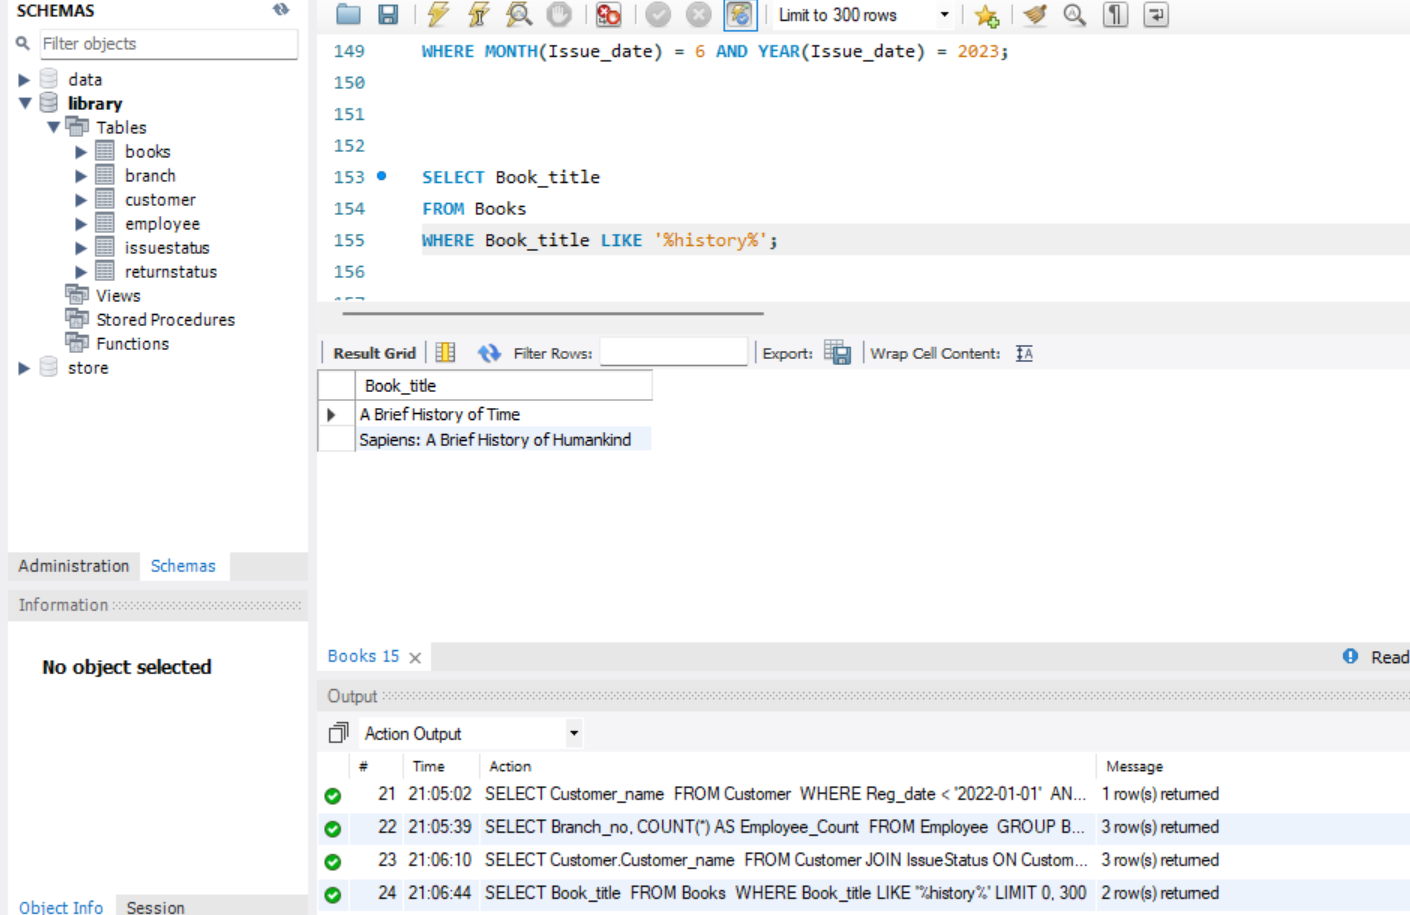 SCHEMAS
Filter objects
data
library
Tables
books
branch
customer
employee
issuestatus
returnstatus
Views
Stored Procedures
Functions
store
Administration Schemas
Information
No object selected
Object Info Session
Limit to 300 rows
149 WHERE MONTH(Issue_date) = 6 AND YEAR(Issue_date) = 2023;
150
151
152
153 SELECT Book_title
154 FROM Books
155 WHERE Book_title LIKE '%history%';
156
157
Result Grid Filter Rows: Export: Wrap Cell Content:
Book_title
A Brief History of Time
Sapiens: A Brief History of Humankind
Books 15 Read
Output
Action Output
# Time Action Message
21 21:05:02 SELECT Customer_name FROM Customer WHERE Reg_date < '2022-01-01' AN... 1 row(s) returned
22 21:05:39 SELECT Branch_no, COUNT(*) AS Employee_Count FROM Employee GROUP B... 3 row(s) returned
23 21:06:10 SELECT Customer.Customer_name FROM Customer JOIN IssueStatus ON Custom... 3 row(s) returned
24 21:06:44 SELECT Book_title FROM Books WHERE Book_title LIKE '%history%' LIMIT 0, 300 2 row(s) returned